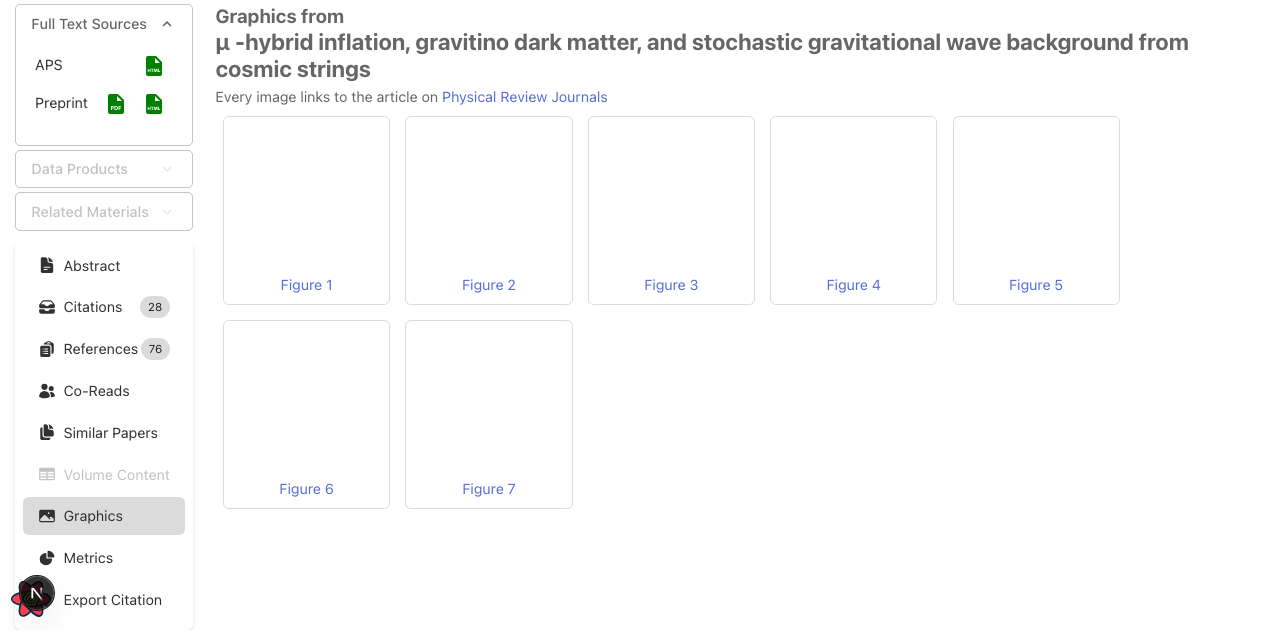 Full Text Sources
APS
HTML
Preprint
PDF
HTML
Data Products
Related Materials
Abstract
Citations 28
References 76
Co-Reads
Similar Papers
Volume Content
Graphics
Metrics
N
Export Citation
Graphics from
μ -hybrid inflation, gravitino dark matter, and stochastic gravitational wave background from
cosmic strings
Every image links to the article on Physical Review Journals
Figure 1
Figure 2
Figure 3
Figure 4
Figure 5
Figure 6
Figure 7